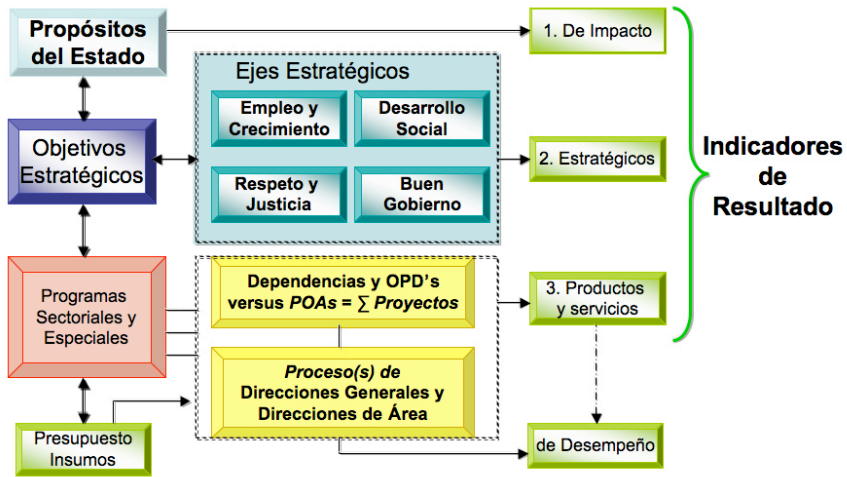 Propósitos
del Estado
1. De Impacto
Ejes Estratégicos
Empleo y
Crecimiento
Desarrollo
Social
Objetivos
Estratégicos
2. Estratégicos
Indicadores
de
Resultado
Respeto y
Justicia
Buen
Gobierno
Programas
Sectoriales y
Especiales
Dependencias y OPD’s
versus POAs = ∑ Proyectos
3. Productos
y servicios
Proceso(s) de
Direcciones Generales y
Direcciones de Área
Presupuesto
Insumos
de Desempeño